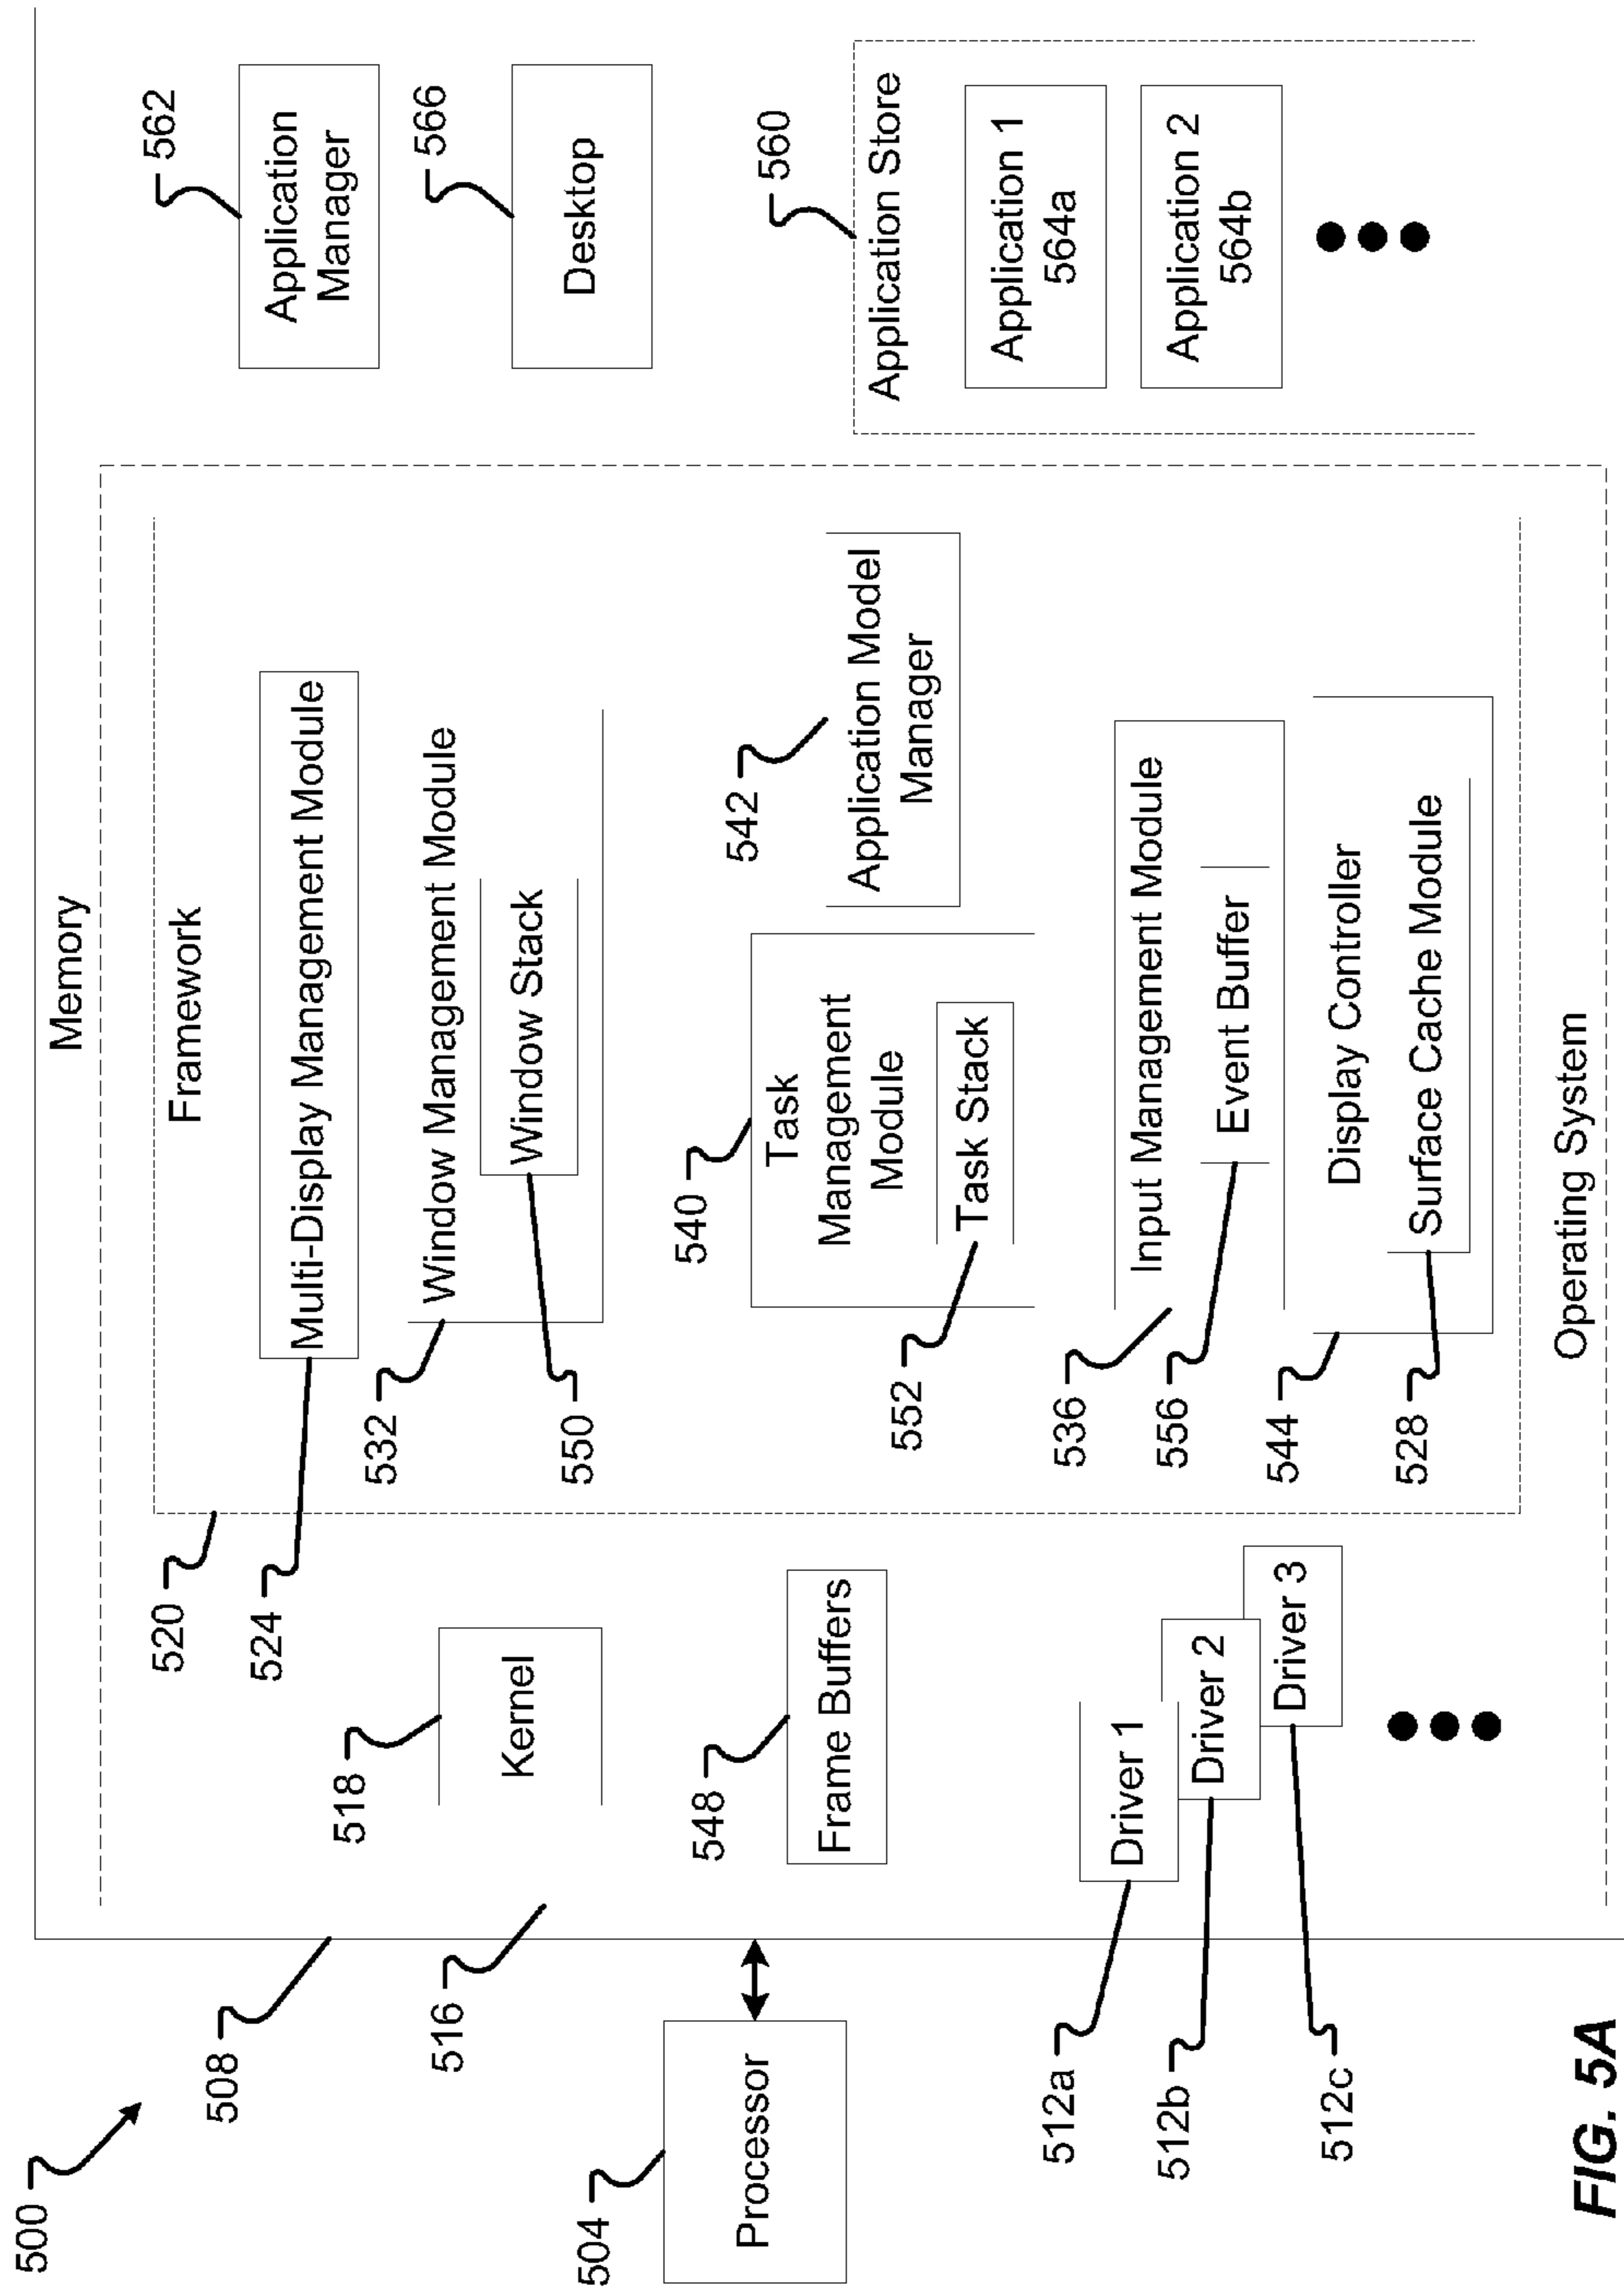 500
508
Memory
516
Operating System
504
Processor
518
Kernel
548
Frame Buffers
512a
Driver 1
512b
Driver 2
512c
Driver 3
520
Framework
524
Multi-Display Management Module
532
Window Management Module
550
Window Stack
540
Task
Management
Module
552
Task Stack
542
Application Model
Manager
536
Input Management Module
556
Event Buffer
544
Display Controller
528
Surface Cache Module
562
Application
Manager
566
Desktop
560
Application Store
Application 1
564a
Application 2
564b
FIG. 5A